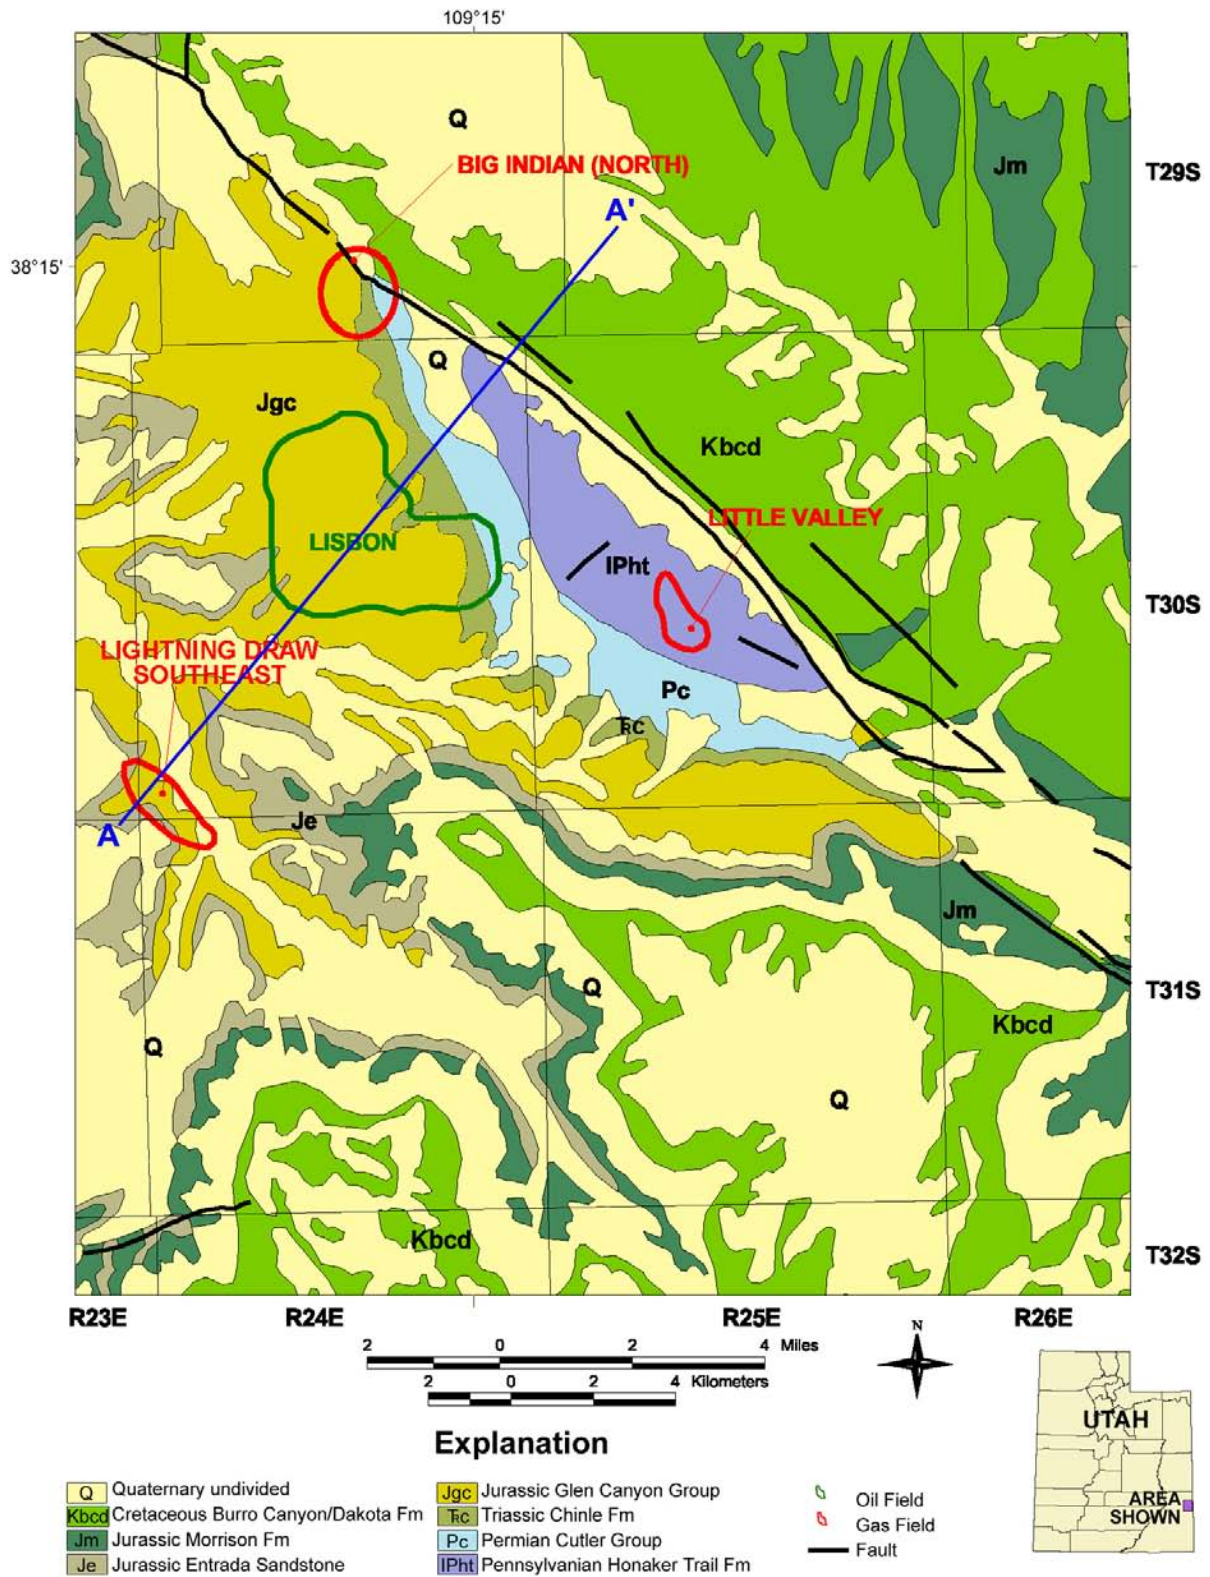 109°15'
Q
BIG INDIAN (NORTH)
Jm
T29S
A'
38°15'
Q
Jgc
Kbcd
LITTLE VALLEY
LISBON
IPht
T30S
LIGHTNING DRAW
SOUTHEAST
Pc
TRC
A
Je
Jm
Q
T31S
Kbcd
Q
Q
Kbcd
T32S
R23E R24E R25E R26E
2 0 2 4 Miles
2 0 2 4 Kilometers
N
UTAH
AREA
SHOWN
Explanation
Q Quaternary undivided
Kbcd Cretaceous Burro Canyon/Dakota Fm
Jm Jurassic Morrison Fm
Je Jurassic Entrada Sandstone
Jgc Jurassic Glen Canyon Group
TRC Triassic Chinle Fm
Pc Permian Cutler Group
IPht Pennsylvanian Honaker Trail Fm
Oil Field
Gas Field
Fault